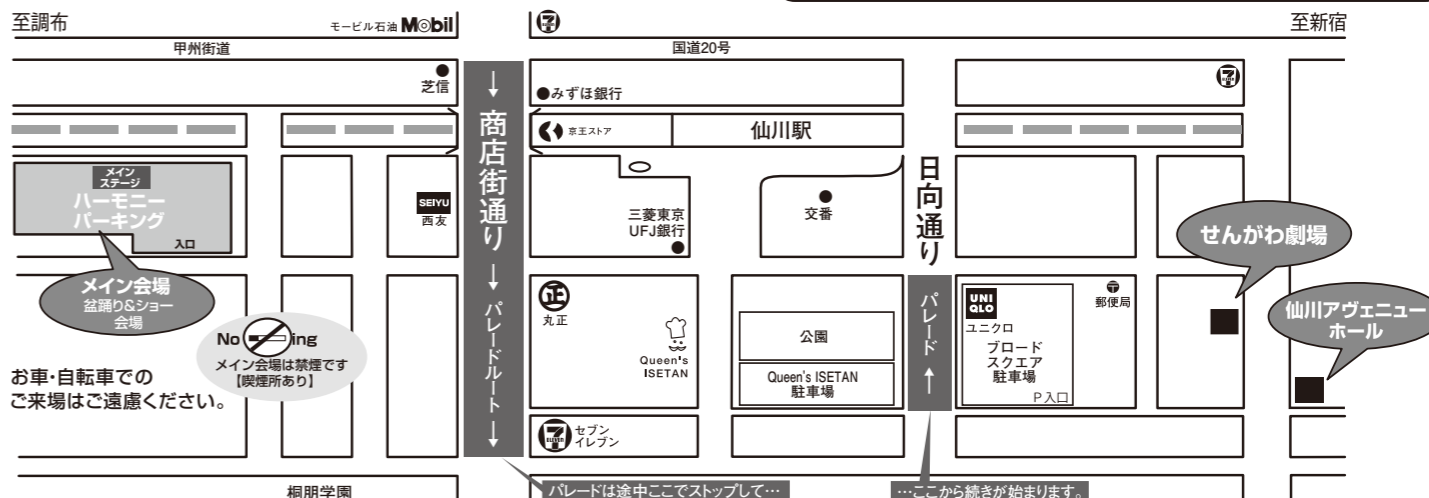 至調布
モービル石油 Mobil
至新宿
甲州街道
国道20号
芝信
みずほ銀行
↓ 商店街通り ↓ パレードルート ↓
京王ストア
仙川駅
メイン
ステージ
ハーモニー
パーキング
入口
SEIYU
西友
三菱東京
UFJ銀行
交番
日向通り
せんがわ劇場
メイン会場
盆踊り&ショー
会場
正
丸正
Queen's
ISETAN
公園
Queen's ISETAN
駐車場
パレード ↑
UNI
QLO
ユニクロ
ブロード
スクエア
駐車場
P入口
郵便局
仙川アヴェニュー
ホール
No ing
メイン会場は禁煙です
【喫煙所あり】
お車・自転車での
ご来場はご遠慮ください。
7
ELEVEN
セブン
イレブン
桐朋学園
パレードは途中ここでストップして…
…ここから続きが始まります。